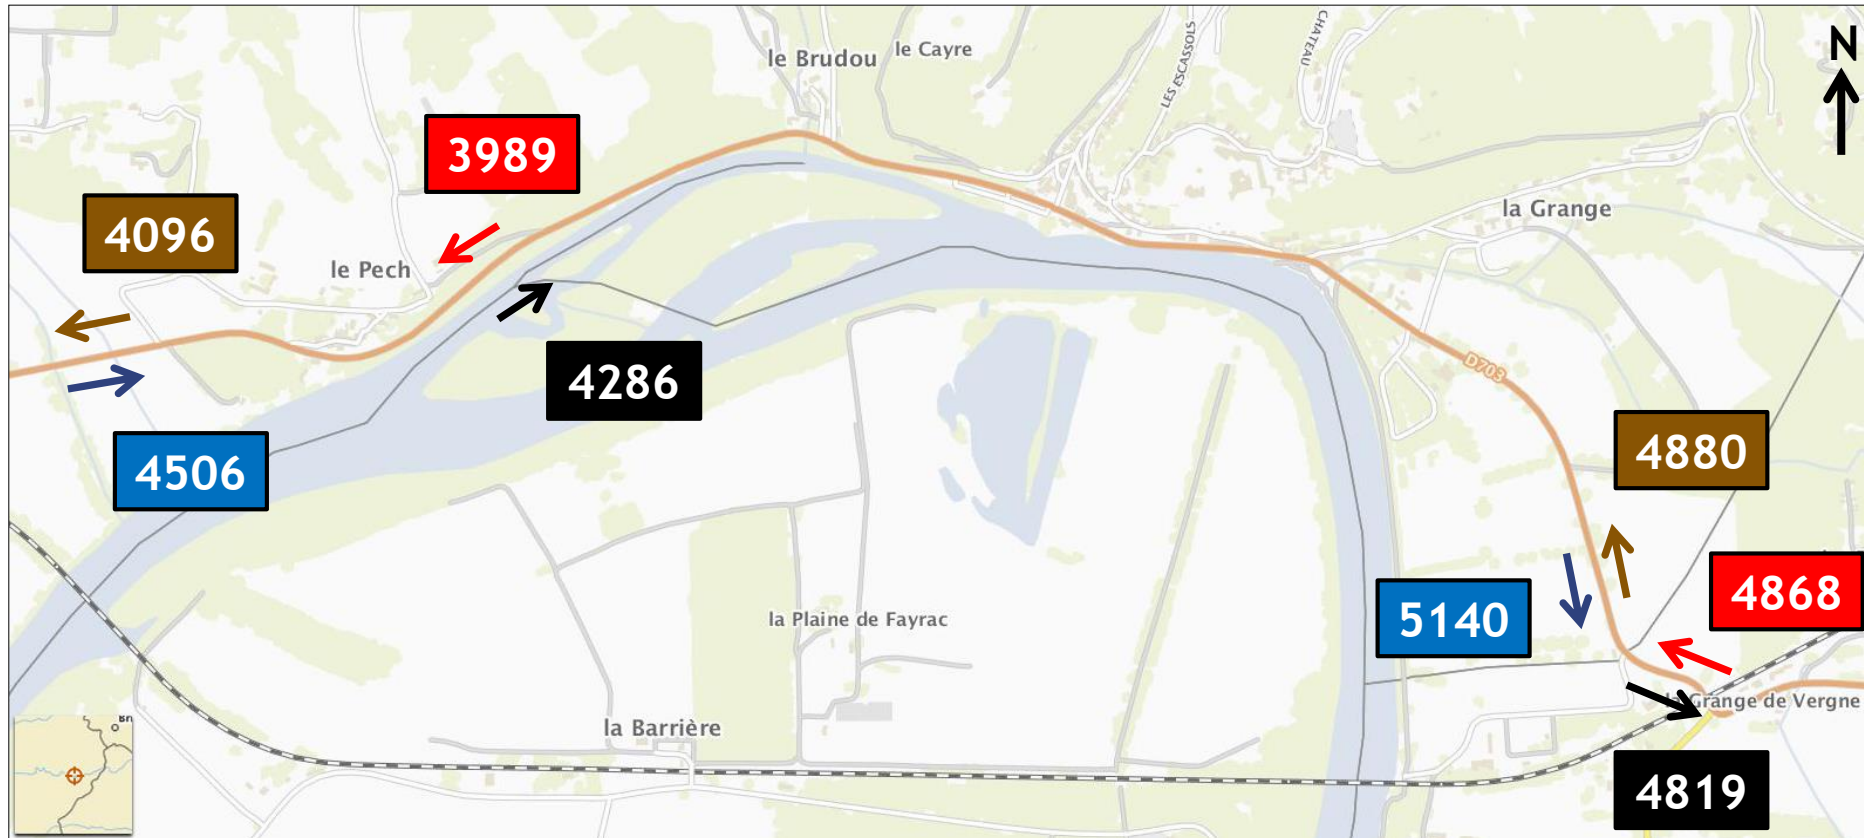 le Brudou
le Cayre
LES ESCASSOLS
CHATEAU
N
3989
4096
la Grange
le Pech
4286
D703
4506
4880
4868
5140
la Plaine de Fayrac
la Grange de Vergne
la Barrière
4819